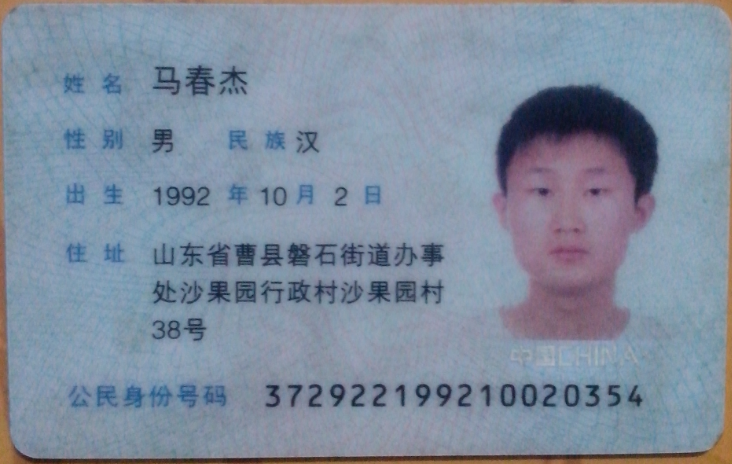 姓名 马春杰
性别 男 民族 汉
出生 1992 年 10 月 2 日
住址 山东省曹县磐石街道办事
处沙果园行政村沙果园村
38号
中国CHINA
公民身份号码 372922199210020354